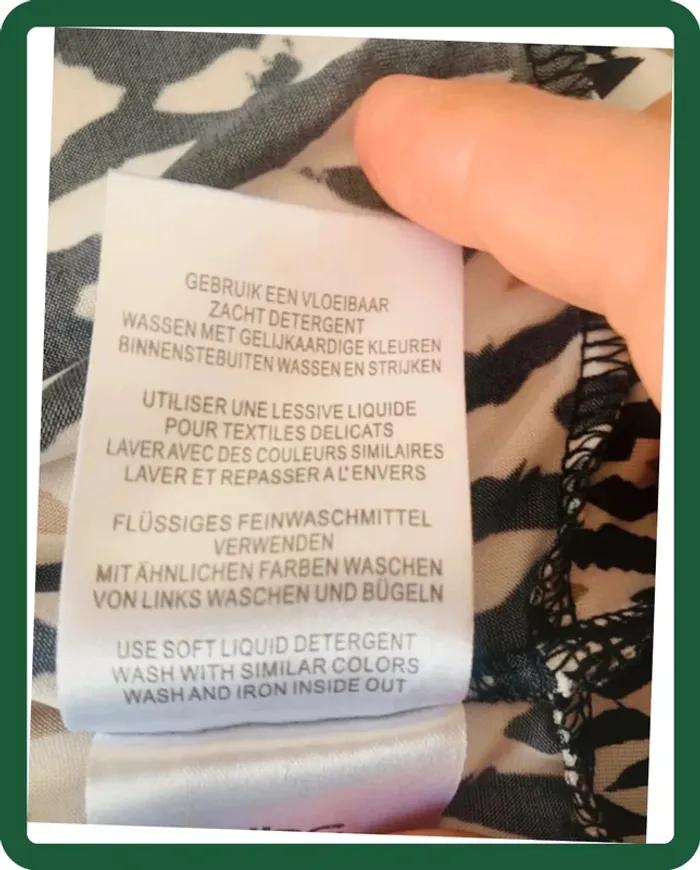 GEBRUIK EEN VLOEIBAAR
ZACHT DETERGENT
WASSEN MET GELIJKAARDIGE KLEUREN
BINNENSTEBUITEN WASSEN EN STRIJKEN
UTILISER UNE LESSIVE LIQUIDE
POUR TEXTILES DELICATS
LAVER AVEC DES COULEURS SIMILAIRES
LAVER ET REPASSER A L'ENVERS
FLÜSSIGES FEINWASCHMITTEL
VERWENDEN
MIT ÄHNLICHEN FARBEN WASCHEN
VON LINKS WASCHEN UND BÜGELN
USE SOFT LIQUID DETERGENT
WASH WITH SIMILAR COLORS
WASH AND IRON INSIDE OUT